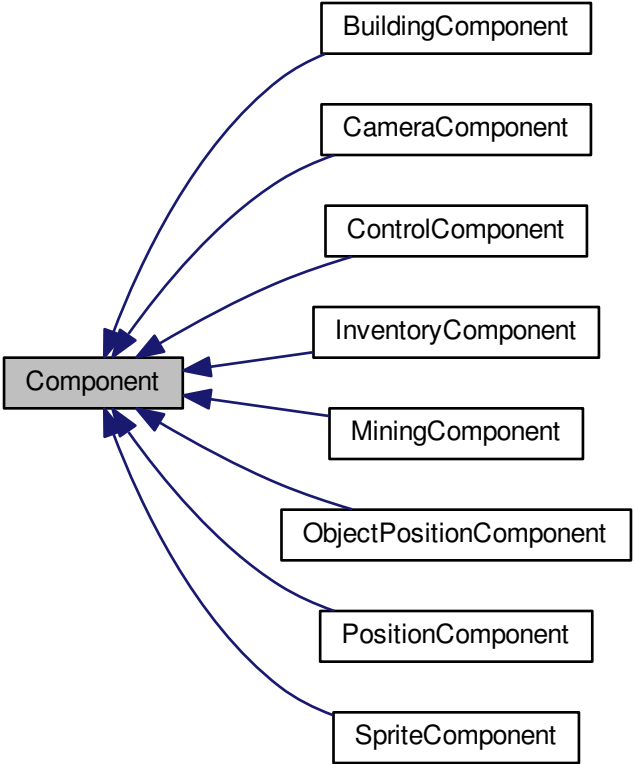 BuildingComponent
CameraComponent
ControlComponent
InventoryComponent
Component
MiningComponent
ObjectPositionComponent
PositionComponent
SpriteComponent